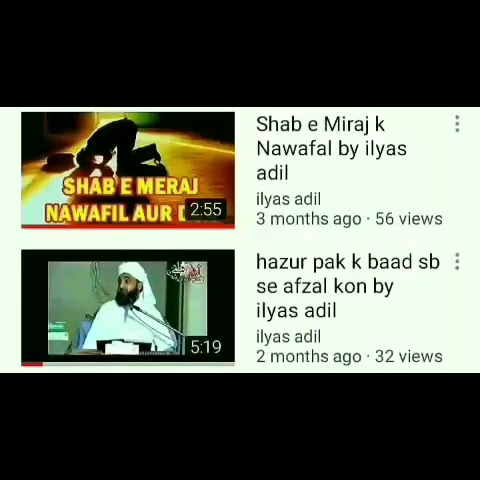 Shab e Miraj k
Nawafal by ilyas
adil
ilyas adil
3 months ago · 56 views
SHAB E MERAJ
NAWAFIL AUR
2:55
hazur pak k baad sb
se afzal kon by
ilyas adil
ilyas adil
2 months ago · 32 views
5:19